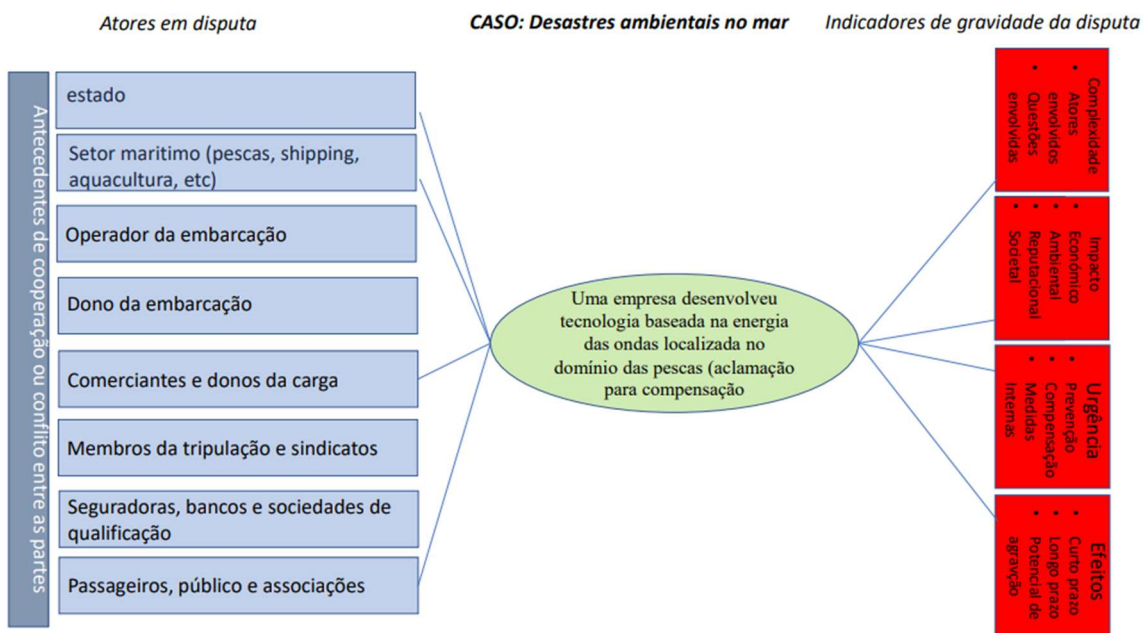 Atores em disputa
CASO: Desastres ambientais no mar
Indicadores de gravidade da disputa
Antecedentes de cooperação ou conflito entre as partes
estado
Setor maritimo (pescas, shipping,
aquacultura, etc)
Operador da embarcação
Dono da embarcação
Comerciantes e donos da carga
Membros da tripulação e sindicatos
Seguradoras, bancos e sociedades de
qualificação
Passageiros, público e associações
Uma empresa desenvolveu
tecnologia baseada na energia
das ondas localizada no
domínio das pescas (aclamação
para compensação
Complexidade
• Atores
envolvidos
• Questões
envolvidas
Impacto
• Económico
• Ambiental
• Reputacional
• Societal
Urgência
• Prevenção
• Compensação
• Medidas
Internas
Efeitos
• Curto prazo
• Longo prazo
• Potencial de
agravção